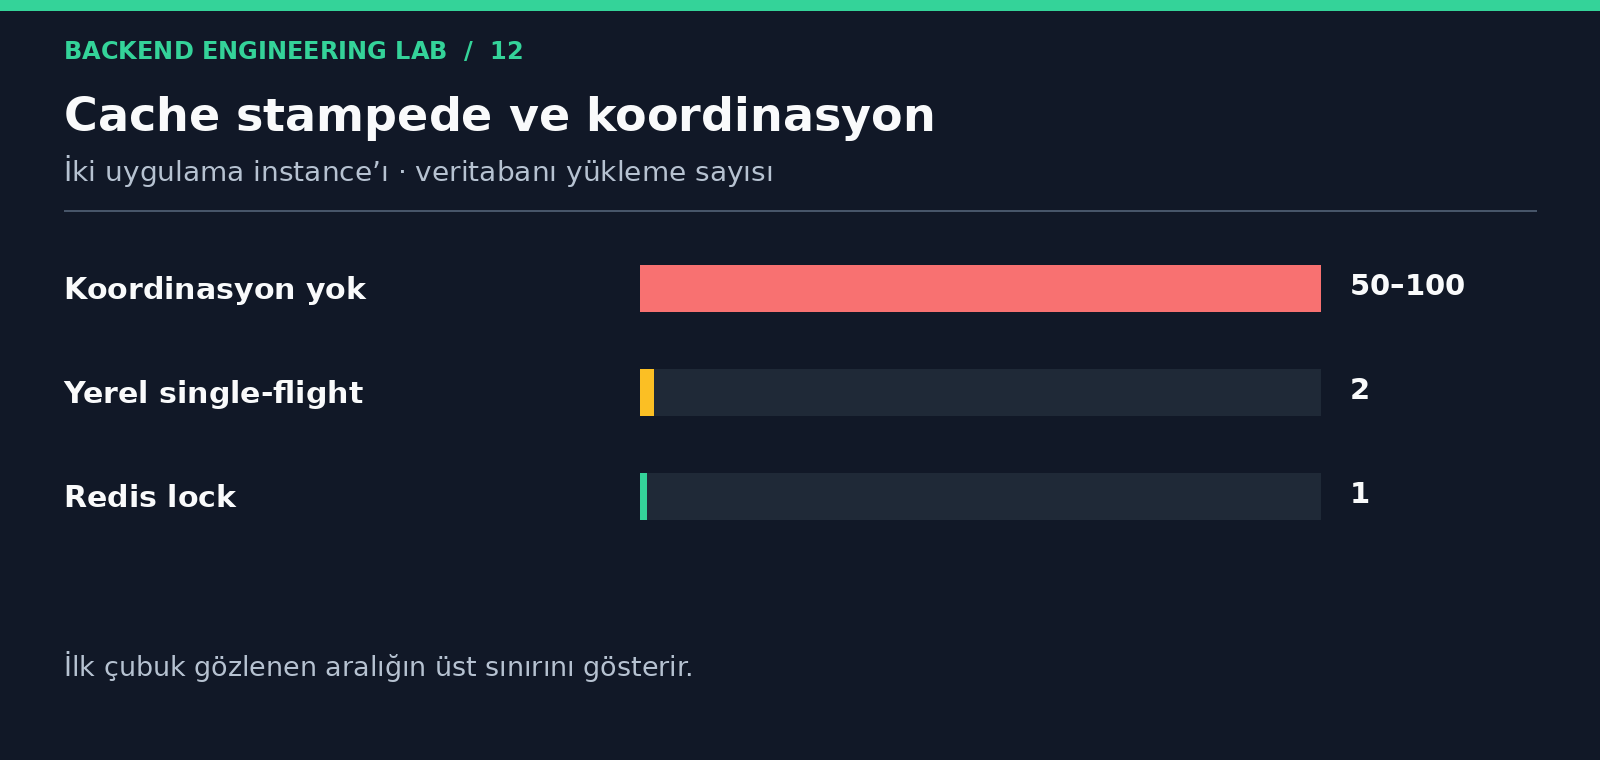 BACKEND ENGINEERING LAB / 12
Cache stampede ve koordinasyon
İki uygulama instance’ı · veritabanı yükleme sayısı
Koordinasyon yok 50–100
Yerel single-flight 2
Redis lock 1
İlk çubuk gözlenen aralığın üst sınırını gösterir.